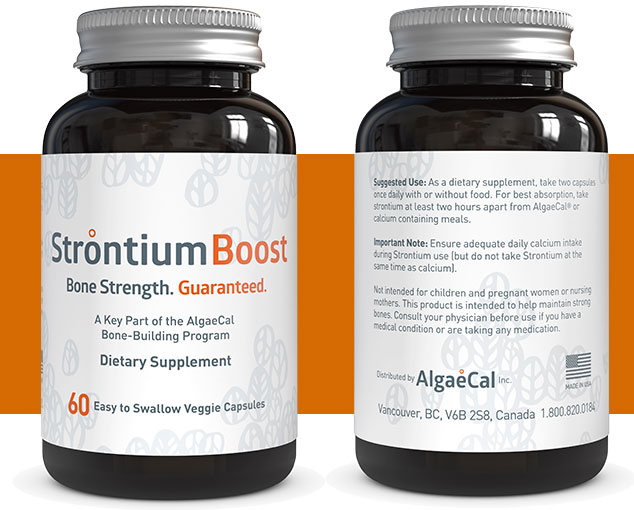 Strontium Boost
Bone Strength. Guaranteed.
A Key Part of the AlgaeCal
Bone-Building Program
Dietary Supplement
60 Easy to Swallow Veggie Capsules
Suggested Use: As a dietary supplement, take two capsules
once daily with or without food. For best absorption, take
strontium at least two hours apart from AlgaeCal® or
calcium containing meals.
Important Note: Ensure adequate daily calcium intake
during Strontium use (but do not take Strontium at the
same time as calcium).
Not intended for children and pregnant women or nursing
mothers. This product is intended to help maintain strong
bones. Consult your physician before use if you have a
medical condition or are taking any medication.
Distributed by AlgaeCal Inc.
MADE IN USA
Vancouver, BC, V6B 2S8, Canada 1.800.820.0184